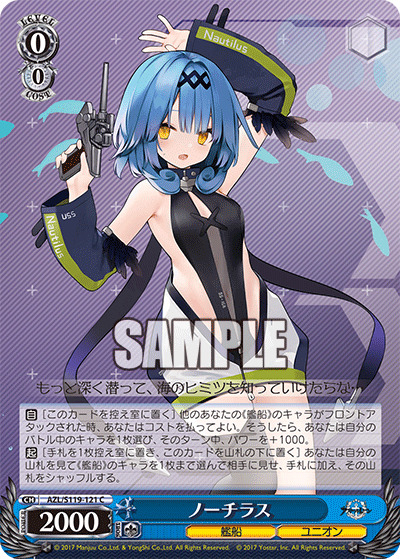 LEVEL
0
0
COST
Nautilus
USS
Nautilus
SS-168
SAMPLE
もっと深く潜って、海のヒミツを知っていけたらな…
自 [このカードを控え室に置く] 他のあなたの《艦船》のキャラがフロントア
タックされた時、あなたはコストを払ってよい。そうしたら、あなたは自分の
バトル中のキャラを1枚選び、そのターン中、パワーを+1000。
起 [手札を1枚控え室に置き、このカードを山札の下に置く] あなたは自分の
山札を見て《艦船》のキャラを1枚まで選んで相手に見せ、手札に加え、その山
札をシャッフルする。
CH AZL/S119-121 C
POWER
2000
ノーチラス
艦船
ユニオン
© 2017 Manjuu Co.,Ltd. & YongShi Co.,Ltd. All Rights Reserved. © 2017 Yostar, Inc. All Rights Reserved.